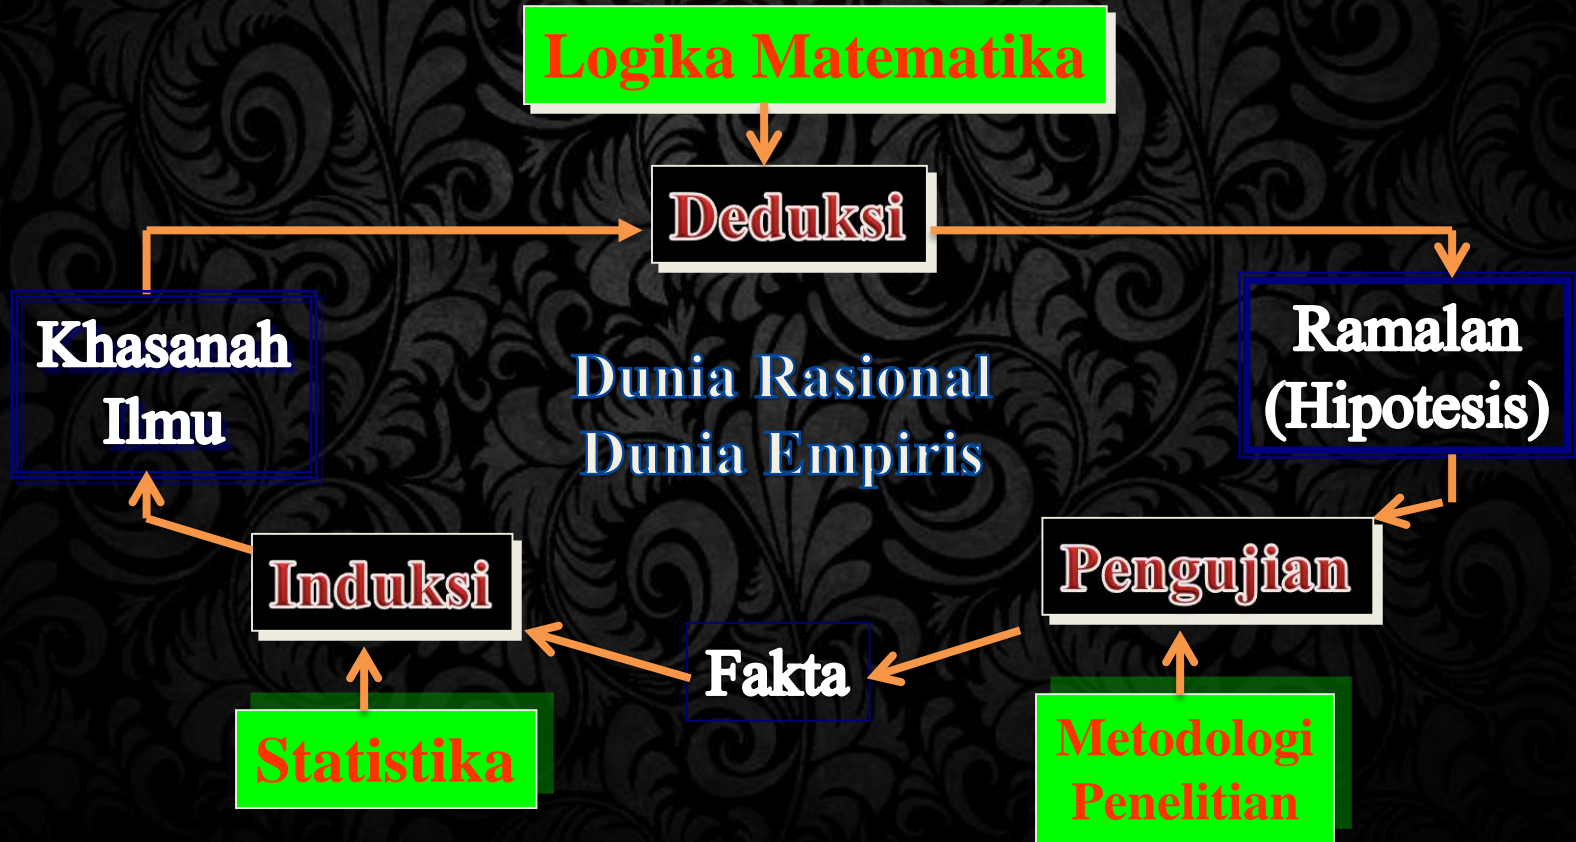 Logika Matematika
Deduksi
Khasanah
Ilmu
Dunia Rasional
Dunia Empiris
Ramalan
(Hipotesis)
Induksi
Fakta
Pengujian
Statistika
Metodologi
Penelitian